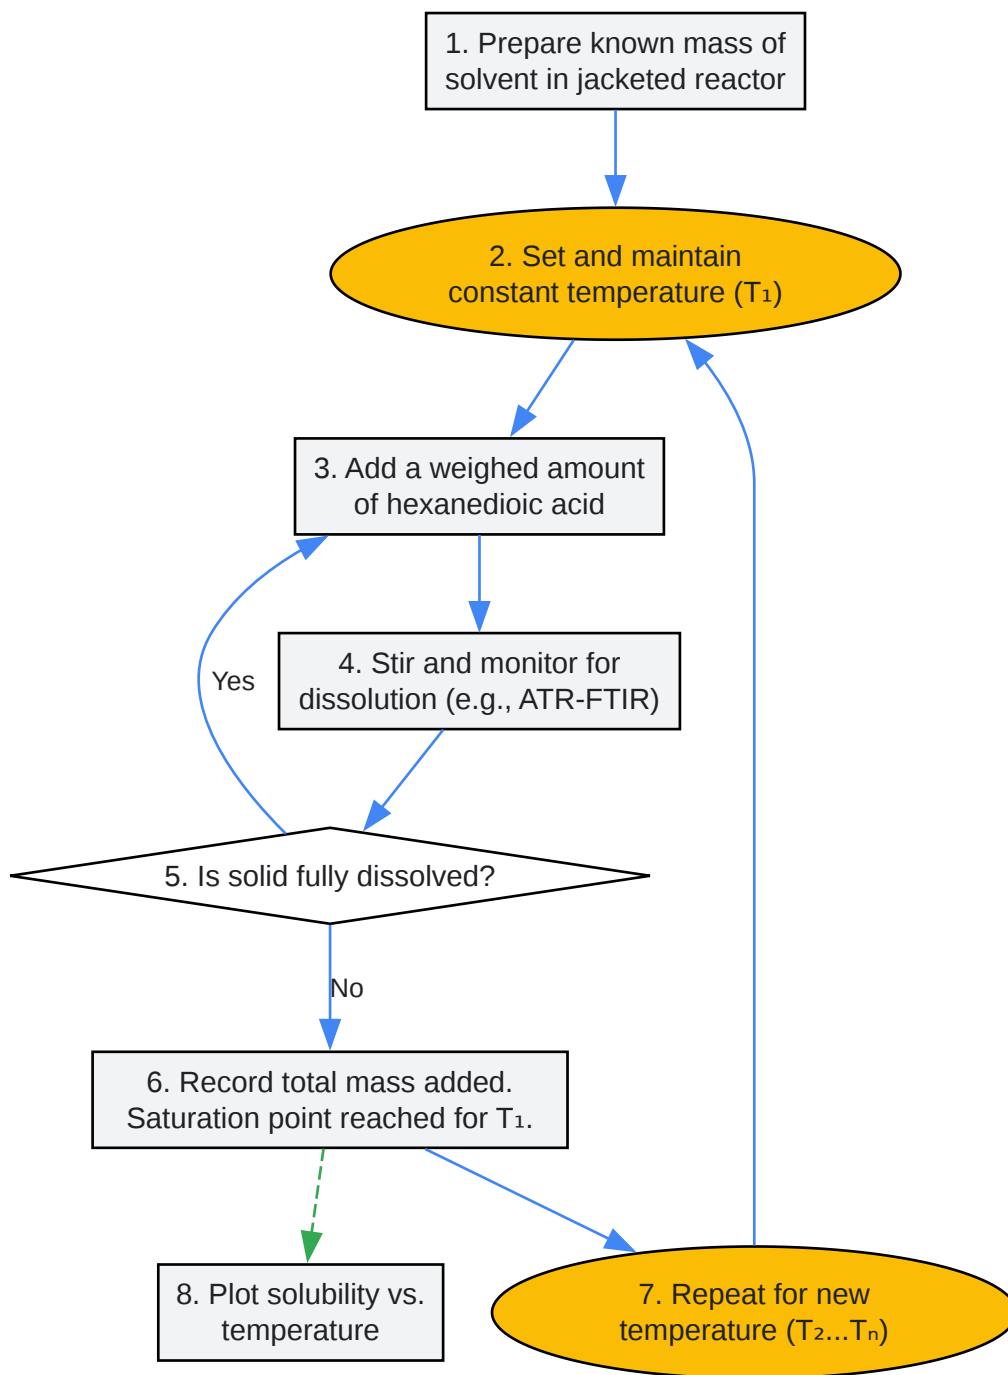 1. Prepare known mass of
solvent in jacketed reactor
2. Set and maintain
constant temperature (T₁)
3. Add a weighed amount
of hexanedioic acid
4. Stir and monitor for
dissolution (e.g., ATR-FTIR)
Yes
5. Is solid fully dissolved?
No
6. Record total mass added.
Saturation point reached for T₁.
7. Repeat for new
temperature (T₂...Tₙ)
8. Plot solubility vs.
temperature